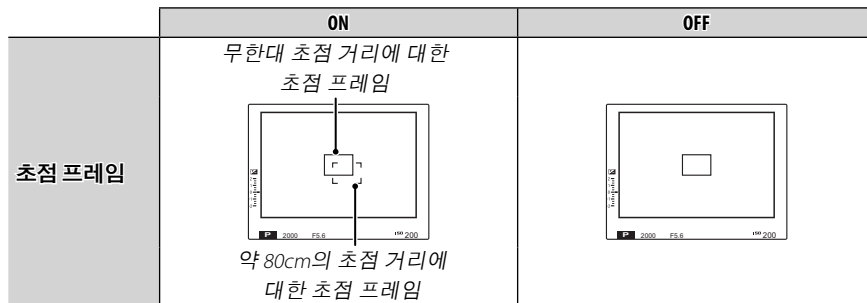 ON
OFF
초점 프레임
무한대 초점 거리에 대한
초점 프레임
P 2000 F5.6 ISO 200
약 80cm의 초점 거리에
대한 초점 프레임
P 2000 F5.6 ISO 200